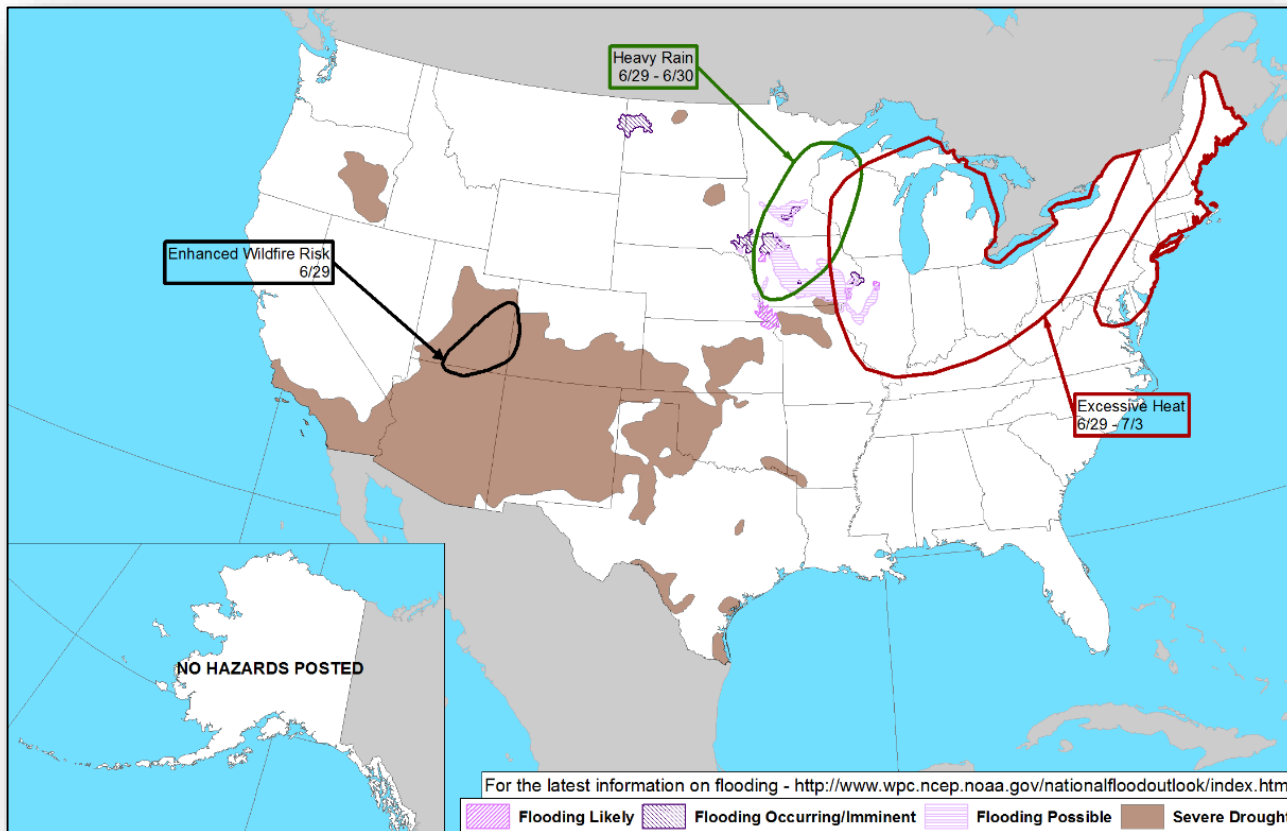 Heavy Rain
6/29 - 6/30
Enhanced Wildfire Risk
6/29
Excessive Heat
6/29 - 7/3
NO HAZARDS POSTED
For the latest information on flooding - http://www.wpc.ncep.noaa.gov/nationalfloodoutlook/index.htm
Flooding Likely
Flooding Occurring/Imminent
Flooding Possible
Severe Drough